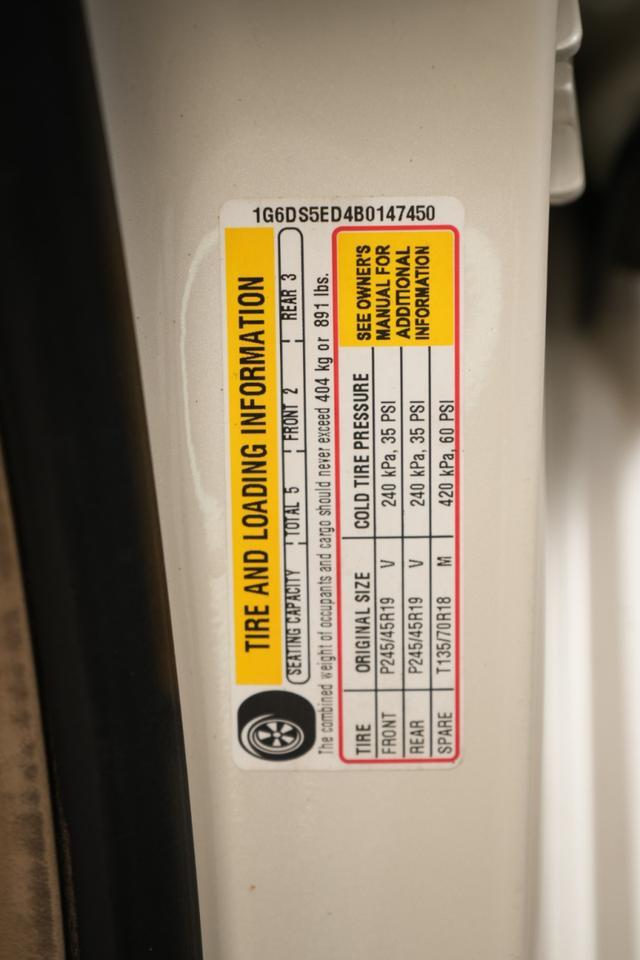 1G6DS5ED4B0147450
TIRE AND LOADING INFORMATION
SEATING CAPACITY TOTAL 5 FRONT 2 REAR 3
The combined weight of occupants and cargo should never exceed 404 kg or 891 lbs.
TIRE ORIGINAL SIZE COLD TIRE PRESSURE
FRONT P245/45R19 V 240 kPa, 35 PSI
REAR P245/45R19 V 240 kPa, 35 PSI
SPARE T135/70R18 M 420 kPa, 60 PSI
SEE OWNER'S
MANUAL FOR
ADDITIONAL
INFORMATION